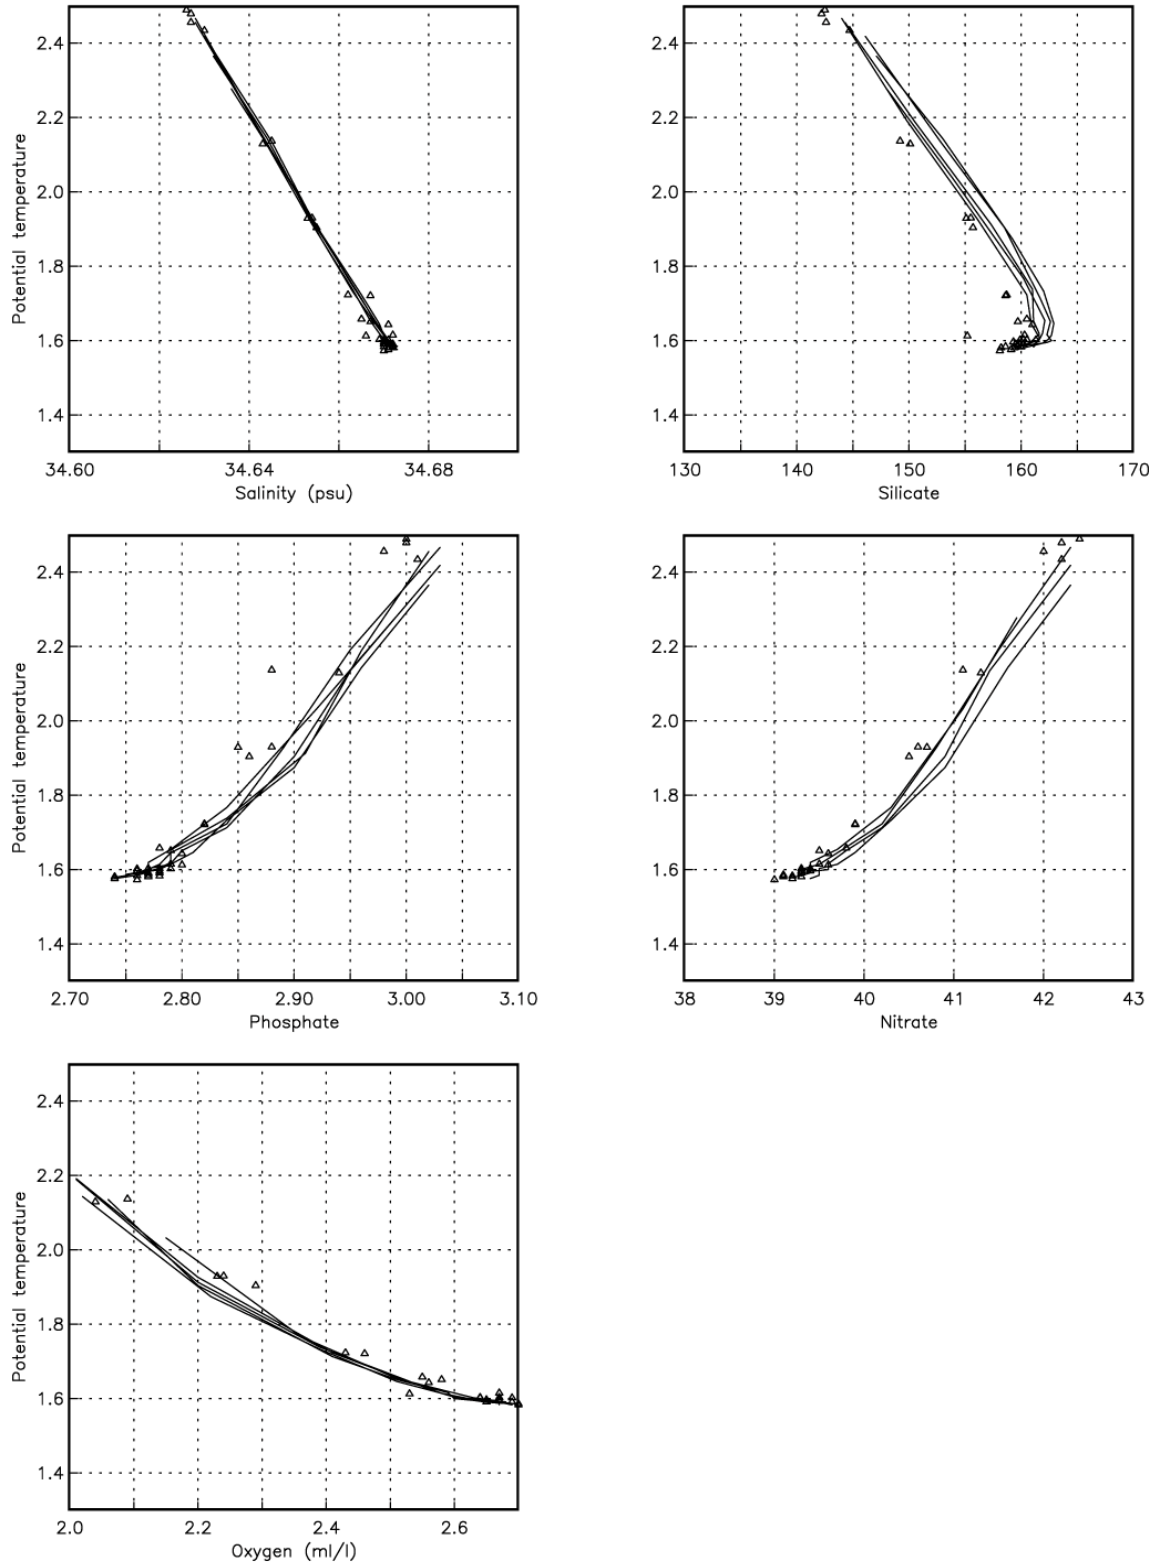 2.4
2.2
2.0
1.8
1.6
1.4
Potential temperature
34.60 34.64 34.68
Salinity (psu)
2.4
2.2
2.0
1.8
1.6
1.4
Potential temperature
130 140 150 160 170
Silicate
2.4
2.2
2.0
1.8
1.6
1.4
Potential temperature
2.70 2.80 2.90 3.00 3.10
Phosphate
2.4
2.2
2.0
1.8
1.6
1.4
Potential temperature
38 39 40 41 42 43
Nitrate
2.4
2.2
2.0
1.8
1.6
1.4
Potential temperature
2.0 2.2 2.4 2.6
Oxygen (ml/l)